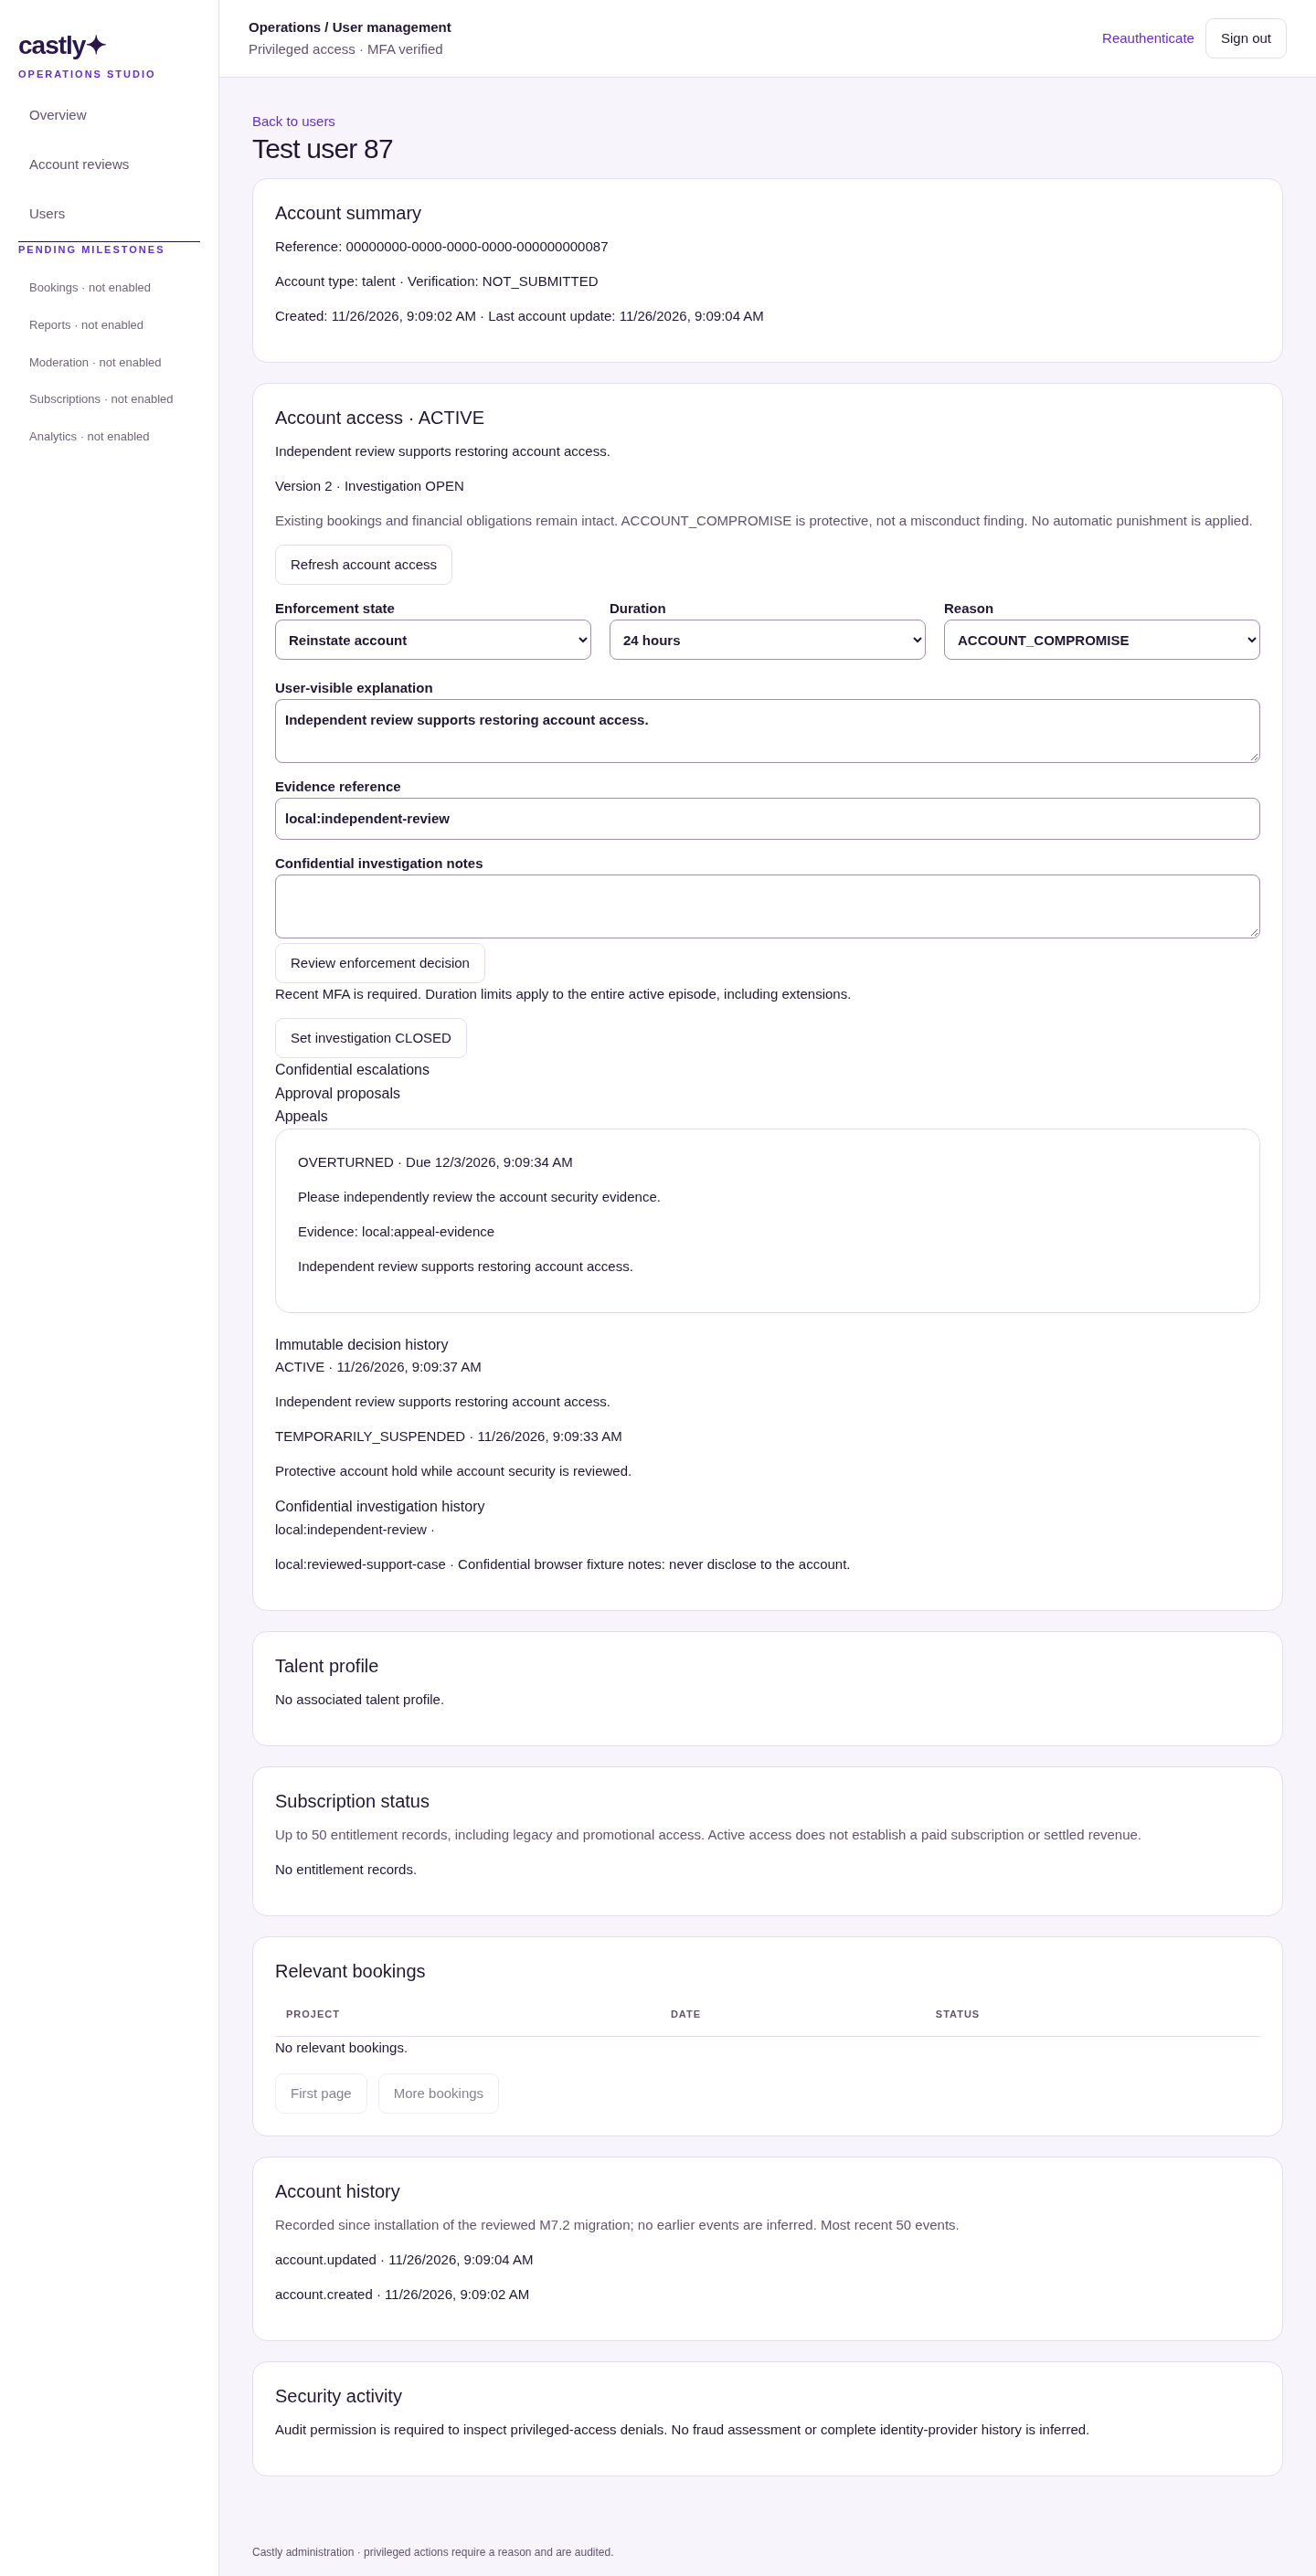 castly✦
OPERATIONS STUDIO
Overview
Account reviews
Users
PENDING MILESTONES
Bookings · not enabled
Reports · not enabled
Moderation · not enabled
Subscriptions · not enabled
Analytics · not enabled
Operations / User management
Privileged access · MFA verified
Reauthenticate
Sign out
Back to users
Test user 87
Account summary
Reference: 00000000-0000-0000-0000-000000000087
Account type: talent · Verification: NOT_SUBMITTED
Created: 11/26/2026, 9:09:02 AM · Last account update: 11/26/2026, 9:09:04 AM
Account access · ACTIVE
Independent review supports restoring account access.
Version 2 · Investigation OPEN
Existing bookings and financial obligations remain intact. ACCOUNT_COMPROMISE is protective, not a misconduct finding. No automatic punishment is applied.
Refresh account access
Enforcement state Duration Reason
Reinstate account 24 hours ACCOUNT_COMPROMISE
User-visible explanation
Independent review supports restoring account access.
Evidence reference
local:independent-review
Confidential investigation notes
Review enforcement decision
Recent MFA is required. Duration limits apply to the entire active episode, including extensions.
Set investigation CLOSED
Confidential escalations
Approval proposals
Appeals
OVERTURNED · Due 12/3/2026, 9:09:34 AM
Please independently review the account security evidence.
Evidence: local:appeal-evidence
Independent review supports restoring account access.
Immutable decision history
ACTIVE · 11/26/2026, 9:09:37 AM
Independent review supports restoring account access.
TEMPORARILY_SUSPENDED · 11/26/2026, 9:09:33 AM
Protective account hold while account security is reviewed.
Confidential investigation history
local:independent-review ·
local:reviewed-support-case · Confidential browser fixture notes: never disclose to the account.
Talent profile
No associated talent profile.
Subscription status
Up to 50 entitlement records, including legacy and promotional access. Active access does not establish a paid subscription or settled revenue.
No entitlement records.
Relevant bookings
PROJECT DATE STATUS
No relevant bookings.
First page More bookings
Account history
Recorded since installation of the reviewed M7.2 migration; no earlier events are inferred. Most recent 50 events.
account.updated · 11/26/2026, 9:09:04 AM
account.created · 11/26/2026, 9:09:02 AM
Security activity
Audit permission is required to inspect privileged-access denials. No fraud assessment or complete identity-provider history is inferred.
Castly administration · privileged actions require a reason and are audited.